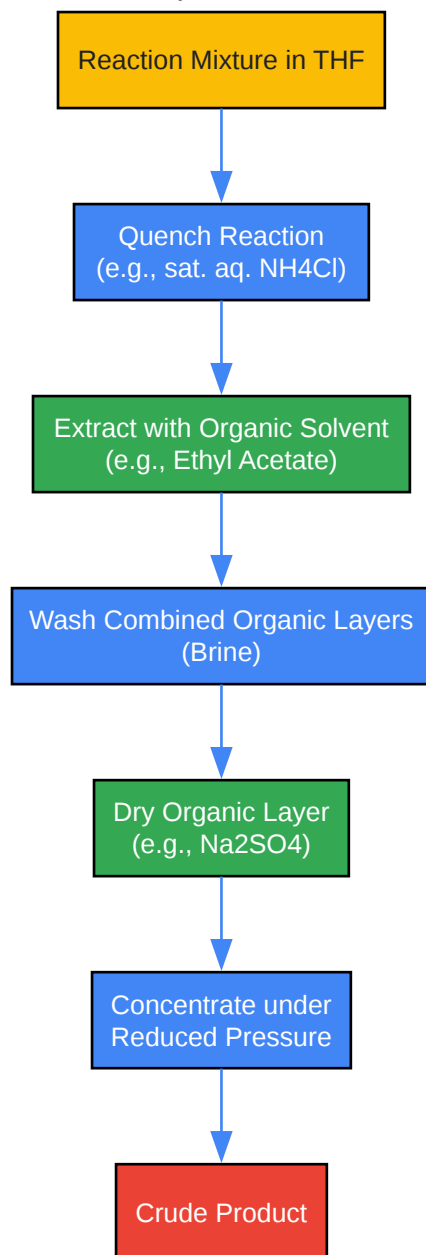 Reaction Mixture in THF
Quench Reaction
(e.g., sat. aq. NH4Cl)
Extract with Organic Solvent
(e.g., Ethyl Acetate)
Wash Combined Organic Layers
(Brine)
Dry Organic Layer
(e.g., Na2SO4)
Concentrate under
Reduced Pressure
Crude Product